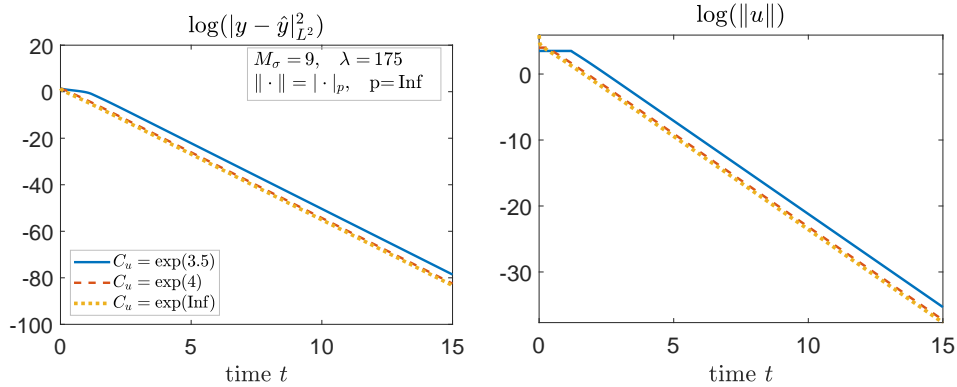 log(|y − ŷ|²_{L²})
20
0
-20
-40
-60
-80
-100
M_σ = 9, λ = 175
‖ · ‖ = | · |_p, p= Inf
C_u = exp(3.5)
C_u = exp(4)
C_u = exp(Inf)
0 5 10 15
time t
log(‖u‖)
0
-10
-20
-30
0 5 10 15
time t